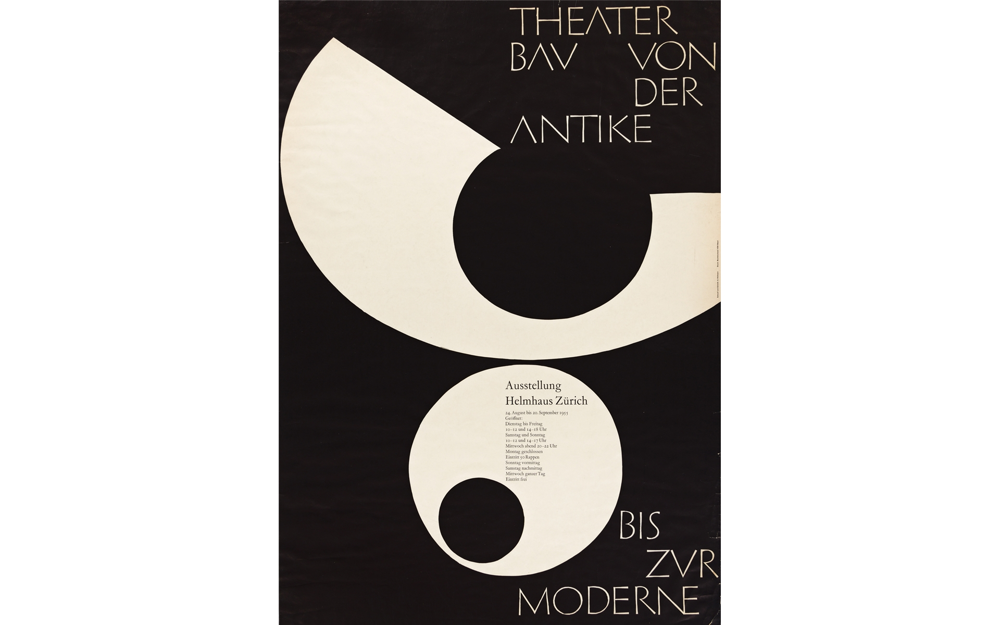 THEATER
BAV VON
DER
ANTIKE
Ausstellung
Helmhaus Zürich
24. August bis 20. September 1955
Geöffnet:
Dienstag bis Freitag
10–12 und 14–18 Uhr
Samstag und Sonntag
10–12 und 14–17 Uhr
Mittwoch abend 20–22 Uhr
Montag geschlossen
Eintritt 50 Rappen
Sonntag vormittag
Samstag nachmittag
Mittwoch ganzer Tag
Eintritt frei
BIS
ZVR
MODERNE